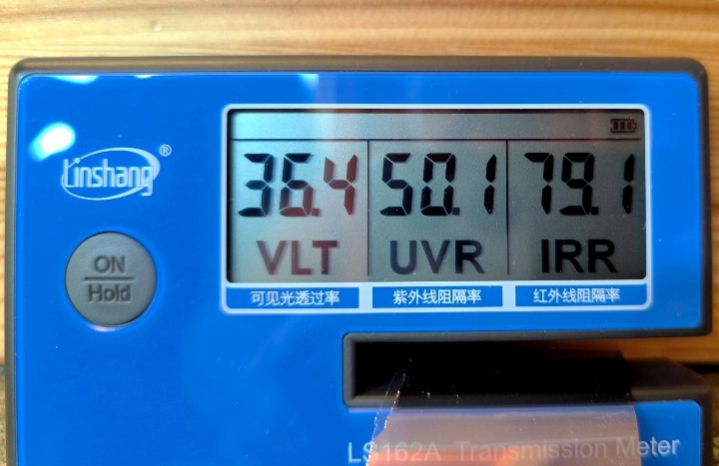 Linshang®
36.4 50.1 79.1
VLT UVR IRR
ON
Hold
可见光透过率 紫外线阻隔率 红外线阻隔率
LS162A Transmission Meter